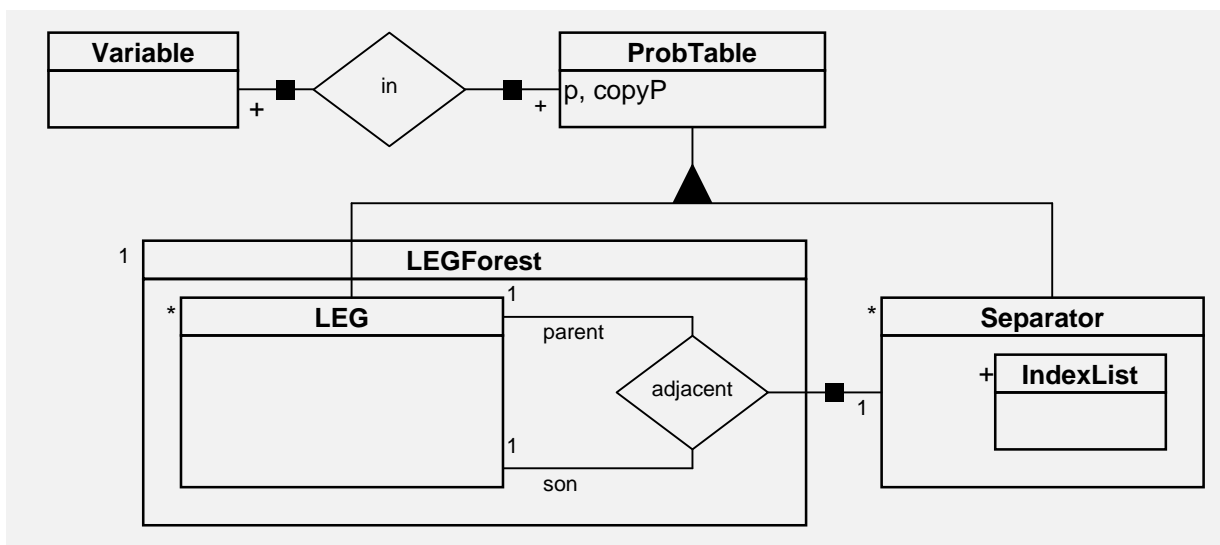 Variable
ProbTable
in
p, copyP
+
+
1
LEGForest
*
LEG
1
parent
*
Separator
adjacent
+
IndexList
1
1
son